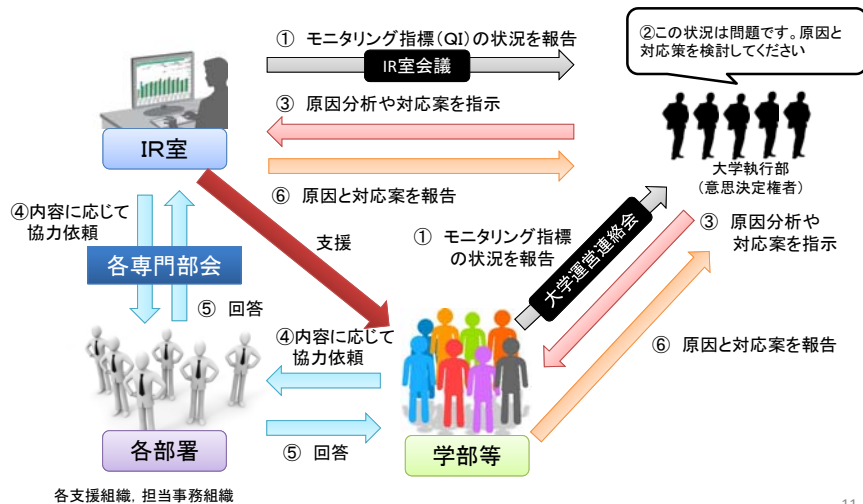 ① モニタリング指標(QI)の状況を報告
IR室会議
②この状況は問題です。原因と
対応策を検討してください
③ 原因分析や対応案を指示
IR室
大学執行部
(意思決定権者)
⑥ 原因と対応案を報告
④内容に応じて
協力依頼
支援
① モニタリング指標
の状況を報告
大学運営連絡会
③ 原因分析や
対応案を指示
各専門部会
⑤ 回答
④内容に応じて
協力依頼
⑥ 原因と対応案を報告
各部署
⑤ 回答
学部等
各支援組織，担当事務組織
11